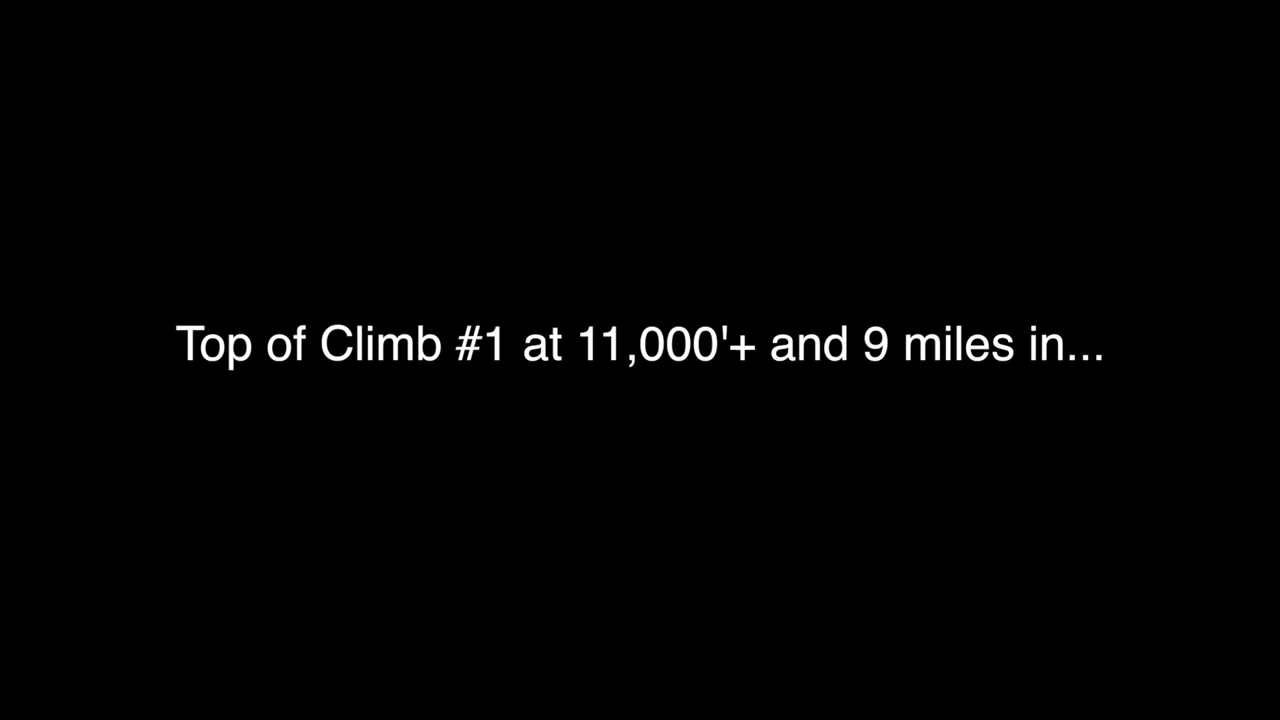 Top of Climb #1 at 11,000'+ and 9 miles in...